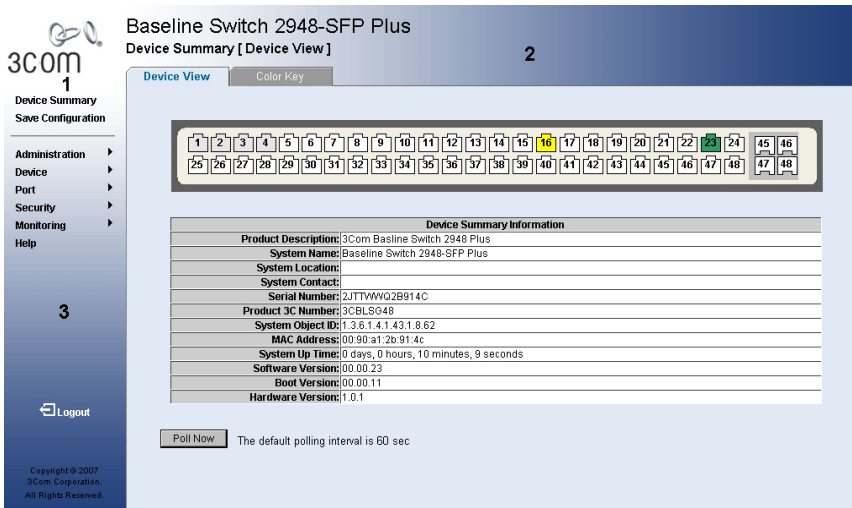 3COM
1
Device Summary
Save Configuration
Administration
Device
Port
Security
Monitoring
Help
3
Logout
Copyright © 2007
3Com Corporation.
All Rights Reserved.
Baseline Switch 2948-SFP Plus
Device Summary [ Device View ]
2
Device View Color Key
1 2 3 4 5 6 7 8 9 10 11 12 13 14 15 16 17 18 19 20 21 22 23 24 45 46
25 26 27 28 29 30 31 32 33 34 35 36 37 38 39 40 41 42 43 44 45 46 47 48 47 48
Device Summary Information
Product Description: 3Com Basline Switch 2948 Plus
System Name: Baseline Switch 2948-SFP Plus
System Location:
System Contact:
Serial Number: 2JTTWWQ2B914C
Product 3C Number: 3CBLSG48
System Object ID: 1.3.6.1.4.1.43.1.8.62
MAC Address: 00:90:a1:2b:91:4c
System Up Time: 0 days, 0 hours, 10 minutes, 9 seconds
Software Version: 00.00.23
Boot Version: 00.00.11
Hardware Version: 1.0.1
Poll Now The default polling interval is 60 sec